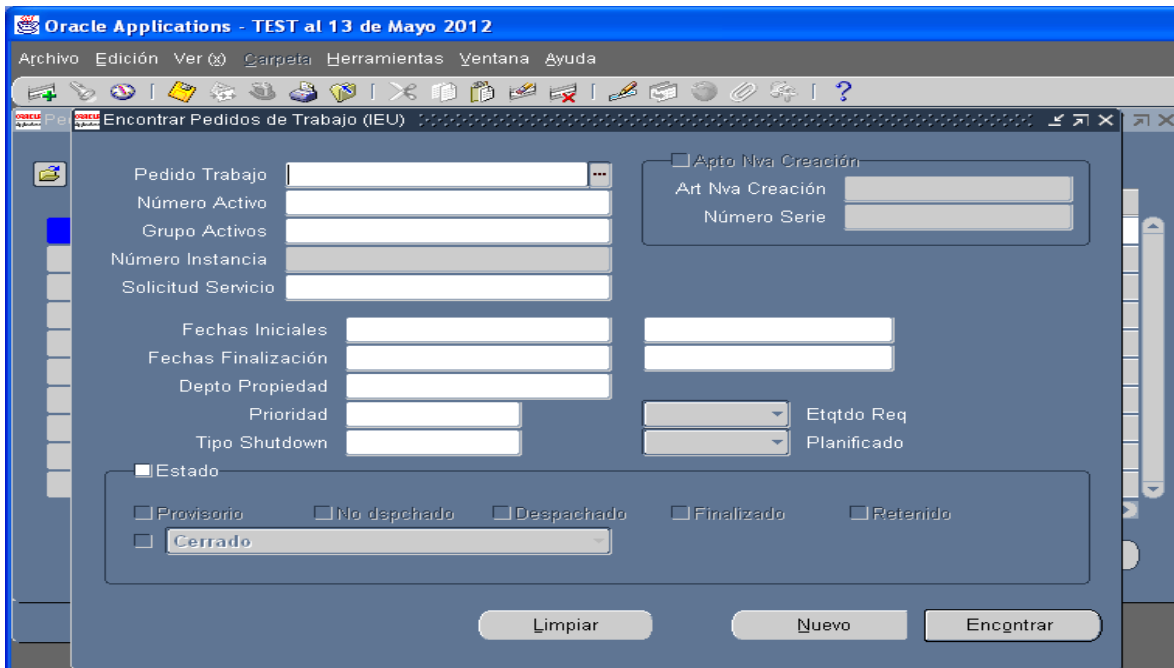 Oracle Applications - TEST al 13 de Mayo 2012
Archivo Edición Ver (x) Carpeta Herramientas Ventana Ayuda
Encontrar Pedidos de Trabajo (IEU)
Pedido Trabajo
Número Activo
Grupo Activos
Número Instancia
Solicitud Servicio
Apto Nva Creación
Art Nva Creación
Número Serie
Fechas Iniciales
Fechas Finalización
Depto Propiedad
Prioridad
Etqtdo Req
Tipo Shutdown
Planificado
Estado
Provisorio No dspchado Despachado Finalizado Retenido
Cerrado
Limpiar Nuevo Encontrar